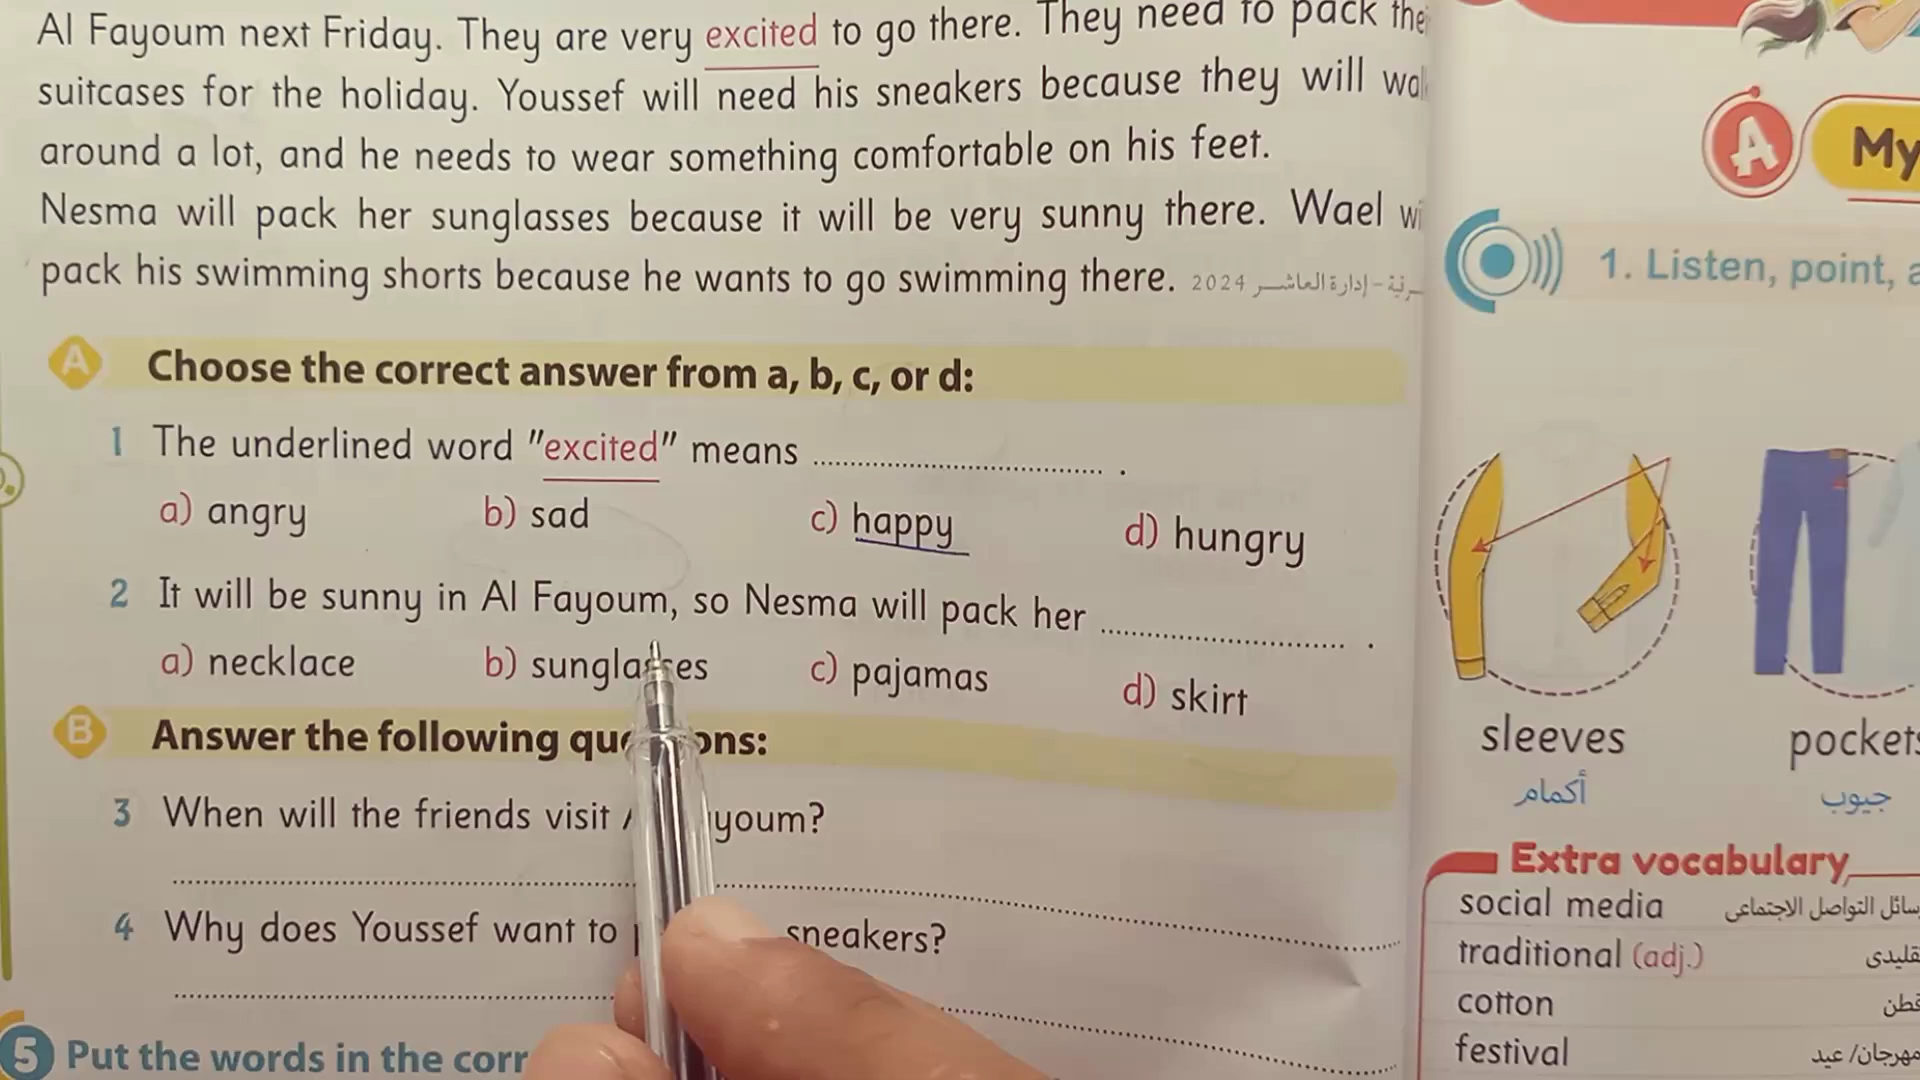 Al Fayoum next Friday. They are very excited to go there. They need to pack
suitcases for the holiday. Youssef will need his sneakers because they will
around a lot, and he needs to wear something comfortable on his feet.
Nesma will pack her sunglasses because it will be very sunny there. Wael
pack his swimming shorts because he wants to go swimming there. 2024 إدارة العاشر
A Choose the correct answer from a, b, c, or d:
1 The underlined word "excited" means .
a) angry b) sad c) happy d) hungry
2 It will be sunny in Al Fayoum, so Nesma will pack her .
a) necklace b) sunglasses c) pajamas d) skirt
B Answer the following
3 When will the friends visit
4 Why does Youssef want to sneakers?
5 Put the words in the
A My
1. Listen, point,
sleeves
أكمام
pockets
جيوب
Extra vocabulary
social media التواصل الاجتماعى
traditional (adj.)
cotton قطن
festival مهرجان/ عيد